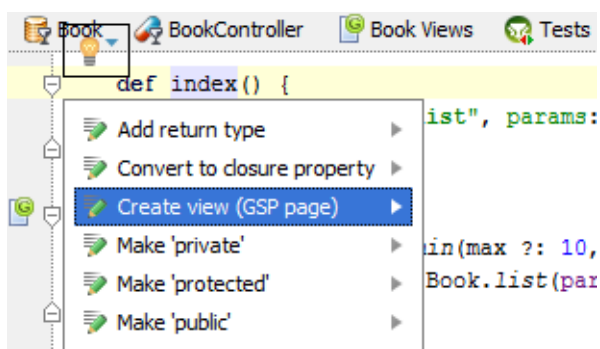 Book BookController Book Views Tests
def index() {
Add return type
ist", params:
Convert to closure property
Create view (GSP page)
Make 'private'
in(max ?: 10,
Make 'protected'
Book.list(par
Make 'public'